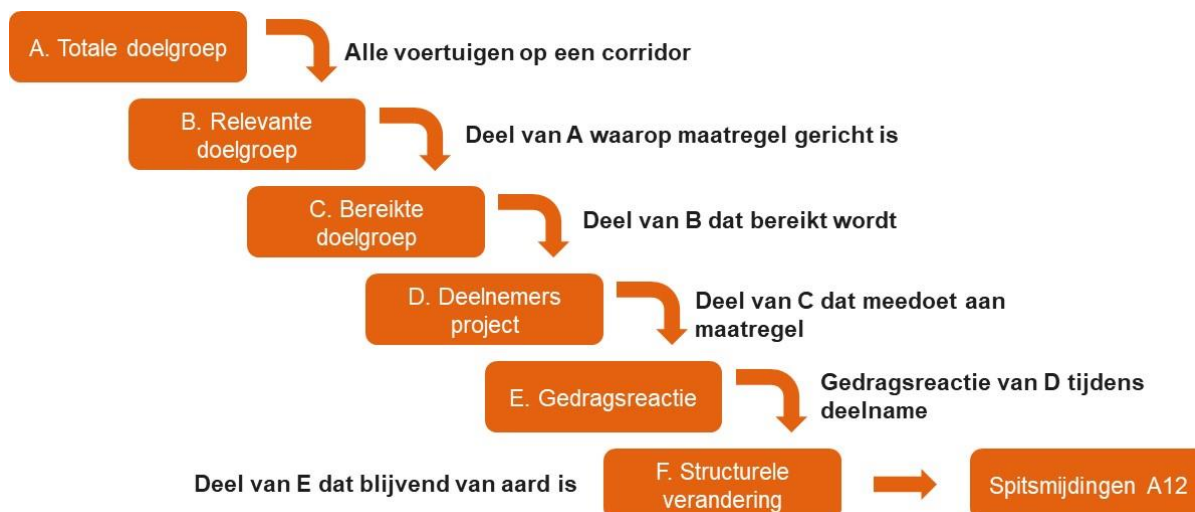 A. Totale doelgroep
Alle voertuigen op een corridor
B. Relevante
doelgroep
Deel van A waarop maatregel gericht is
C. Bereikte
doelgroep
Deel van B dat bereikt wordt
D. Deelnemers
project
Deel van C dat meedoet aan
maatregel
E. Gedragsreactie
Gedragsreactie van D tijdens
deelname
Deel van E dat blijvend van aard is
F. Structurele
verandering
Spitsmijdingen A12